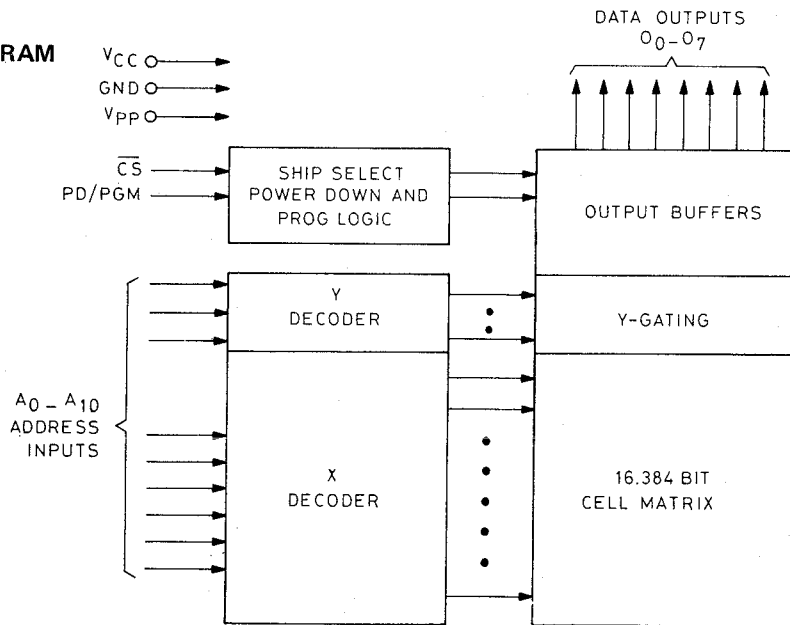 RAM
VCC
GND
VPP
CS
PD/PGM
SHIP SELECT
POWER DOWN AND
PROG LOGIC
DATA OUTPUTS
O0–O7
OUTPUT BUFFERS
Y
DECODER
Y-GATING
A0 – A10
ADDRESS
INPUTS
X
DECODER
16.384 BIT
CELL MATRIX